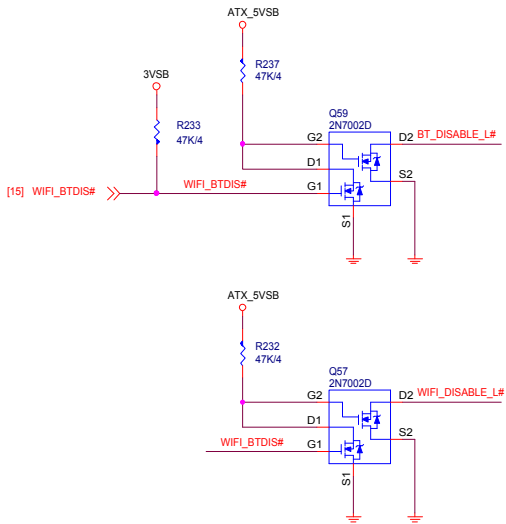 ATX_5VSB
R237
47K/4
3VSB
R233
47K/4
Q59
2N7002D
G2
D2 BT_DISABLE_L#
D1
S2
[15] WIFI_BTDIS#
WIFI_BTDIS#
G1
S1
ATX_5VSB
R232
47K/4
Q57
2N7002D
G2
D2 WIFI_DISABLE_L#
D1
S2
WIFI_BTDIS#
G1
S1